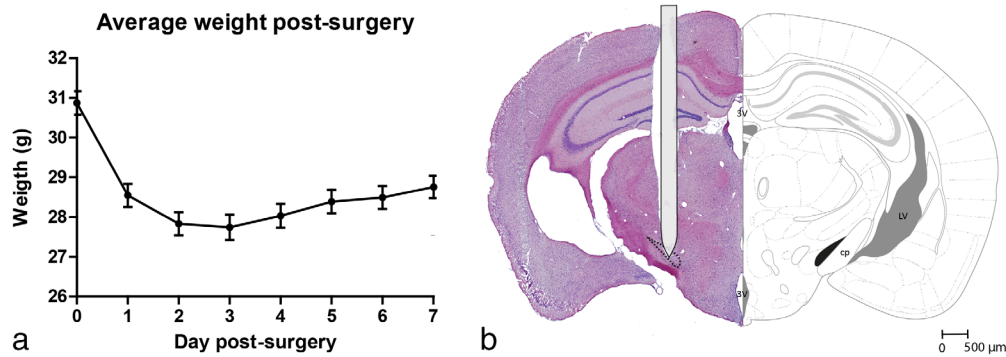 Average weight post-surgery
Weigth (g)
32
31
30
29
28
27
26
0 1 2 3 4 5 6 7
Day post-surgery
a
3V
LV
cp
3V
b
0 500 µm